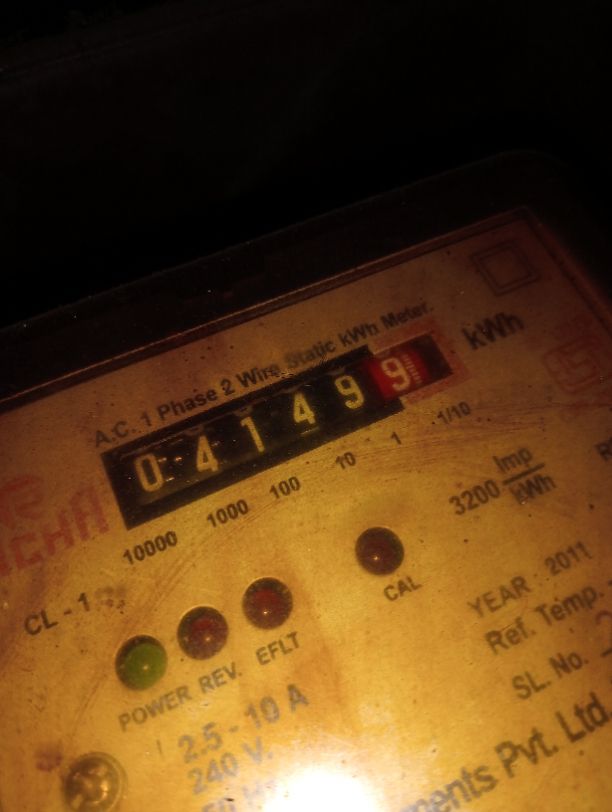 A.C. 1 Phase 2 Wire Static kWh Meter.
0 4 1 4 9 9 kWh
10000 1000 100 10 1 1/10
3200 Imp/kWh
CL - 1
CAL
YEAR 2011
POWER REV. EFLT
Ref. Temp.
SL. No.
2.5 - 10 A
240 V.
Pvt. Ltd.